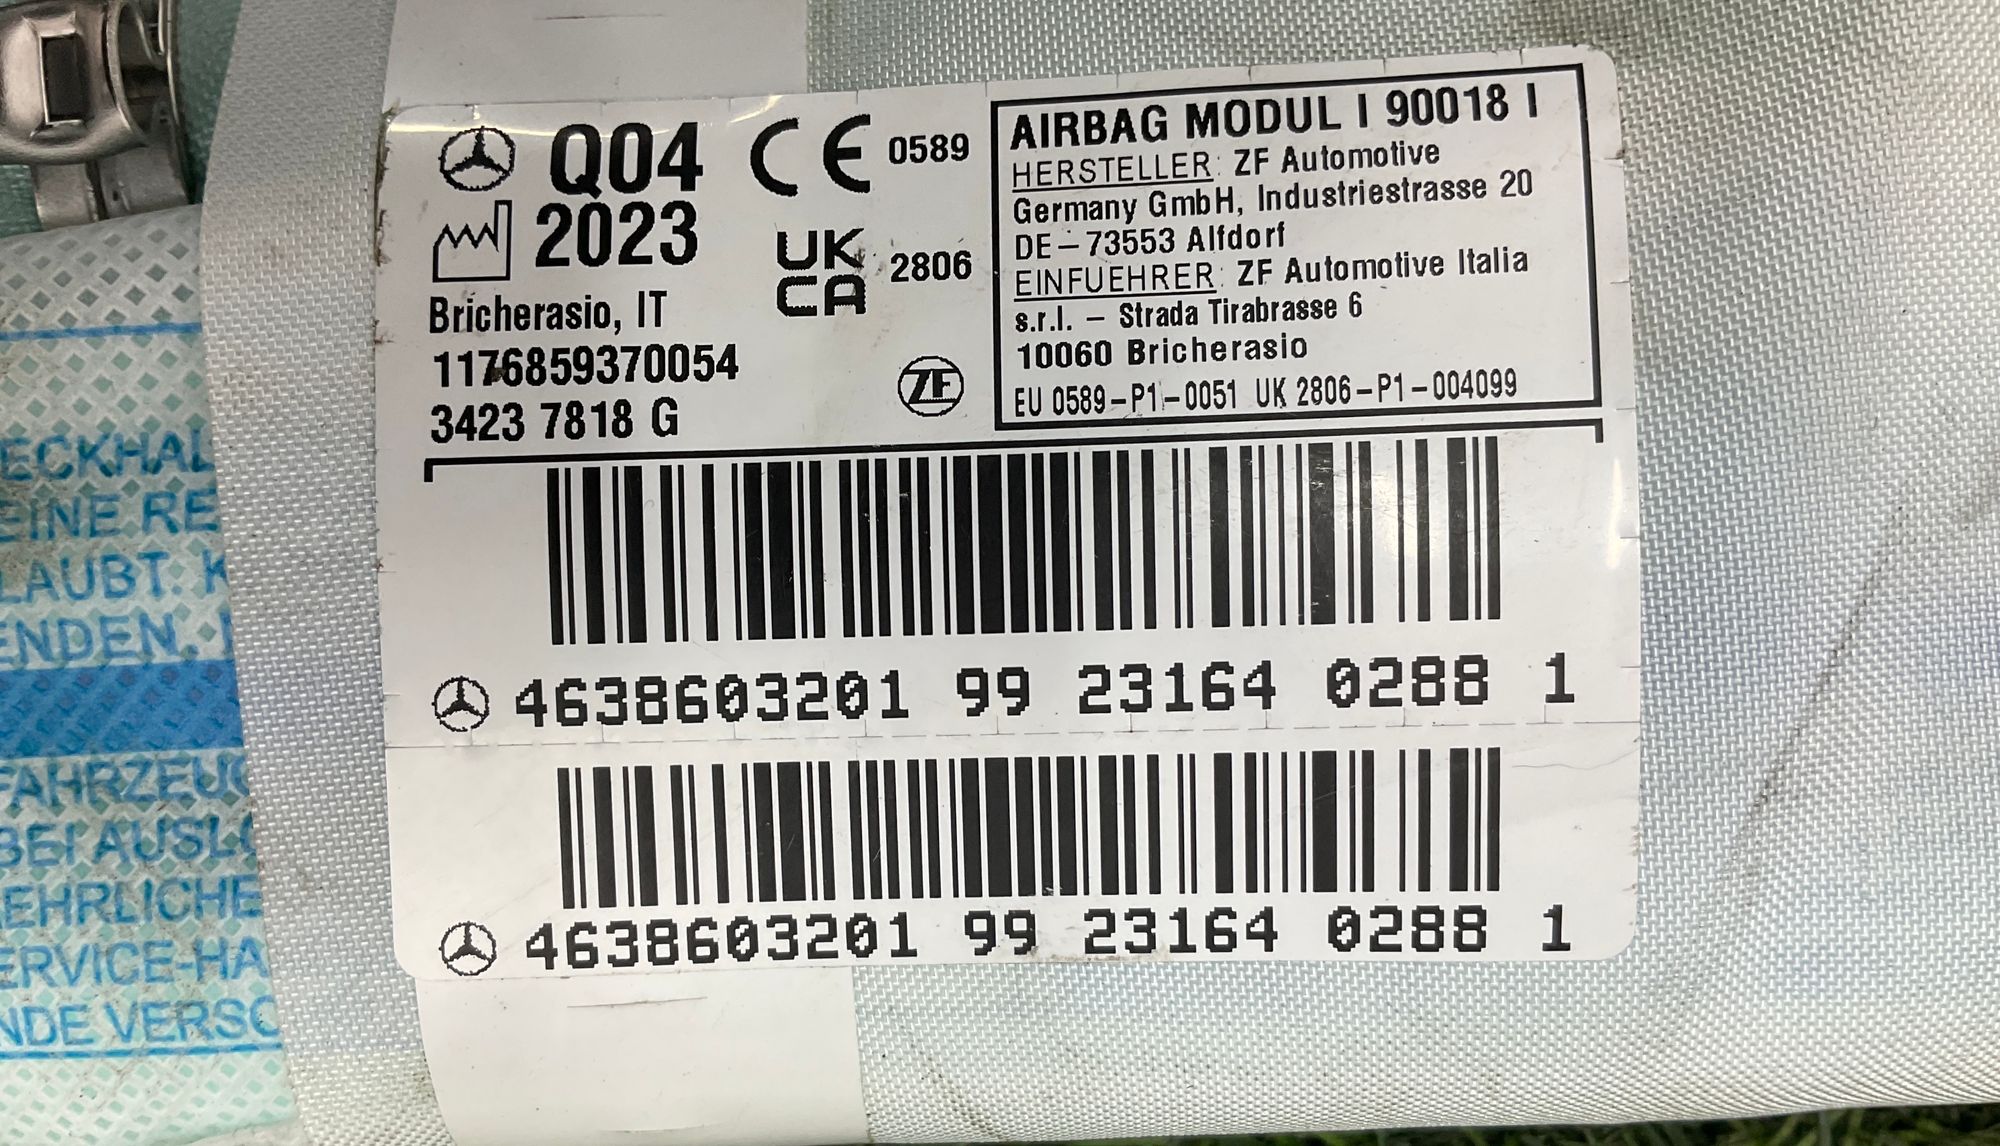 Q04
2023
CE 0589
UK
CA 2806
Bricherasio, IT
1176859370054
3423 7818 G
ZF
AIRBAG MODUL I 90018 I
HERSTELLER: ZF Automotive
Germany GmbH, Industriestrasse 20
DE-73553 Alfdorf
EINFUEHRER: ZF Automotive Italia
s.r.l. - Strada Tirabrasse 6
10060 Bricherasio
EU 0589-P1-0051 UK 2806-P1-004099
4638603201 99 23164 0288 1
4638603201 99 23164 0288 1
ECKHAL
EINE RE
LAUBT. K
ENDEN.
FAHRZEUG
BEI AUSLÖ
EHRLICHE
ERVICE-HA
NDE VERSC